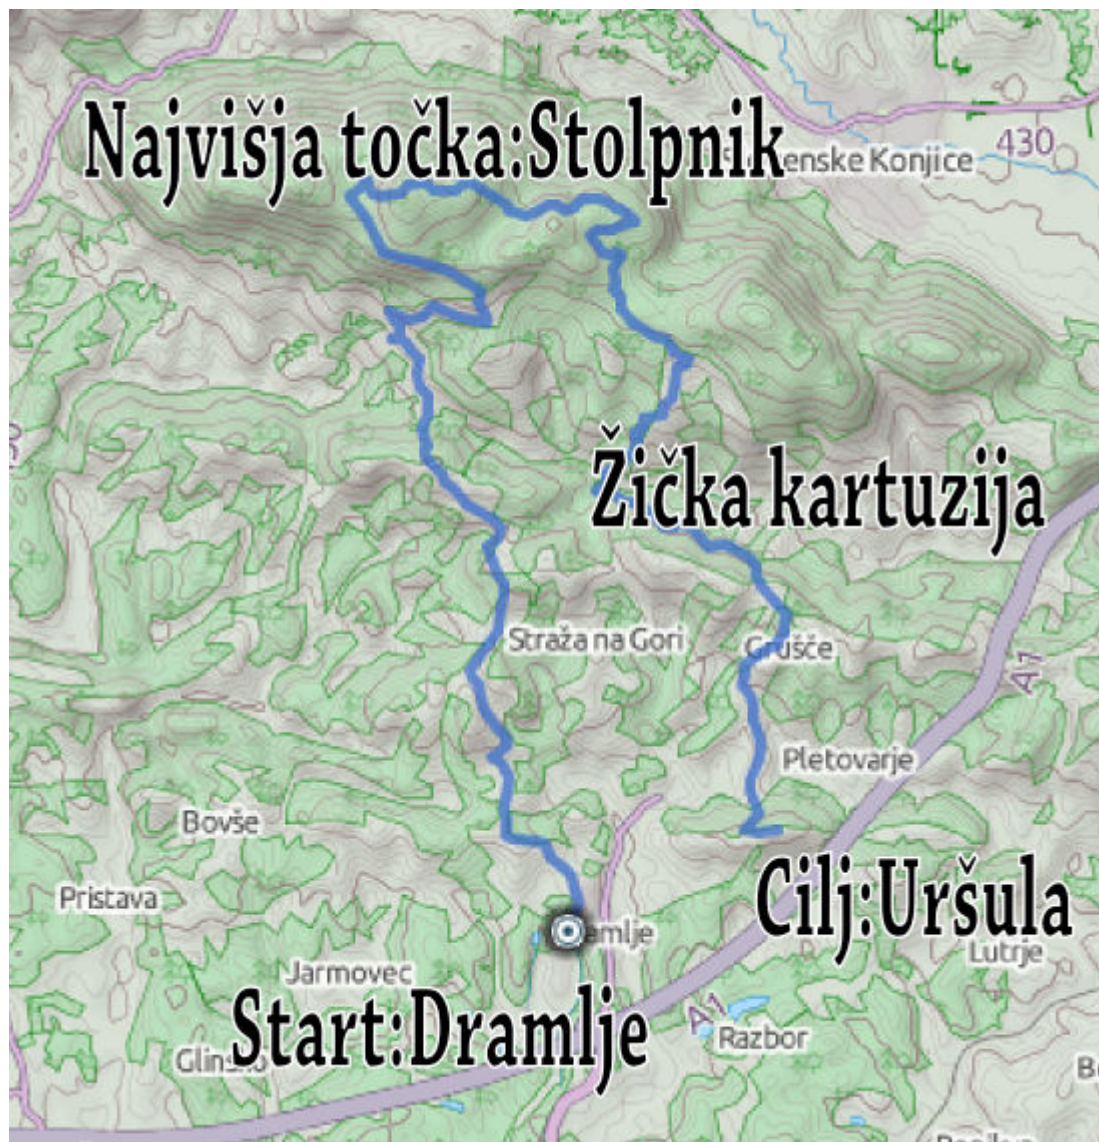 Najvišja točka:Stolpnik
enske Konjice
430
Žička kartuzija
A1
Straža na Gori
Grušče
Pletovarje
Bovše
Pristava
Cilj:Uršula
amlje
Lutrje
Jarmovec
Start:Dramlje
A1
Razbor